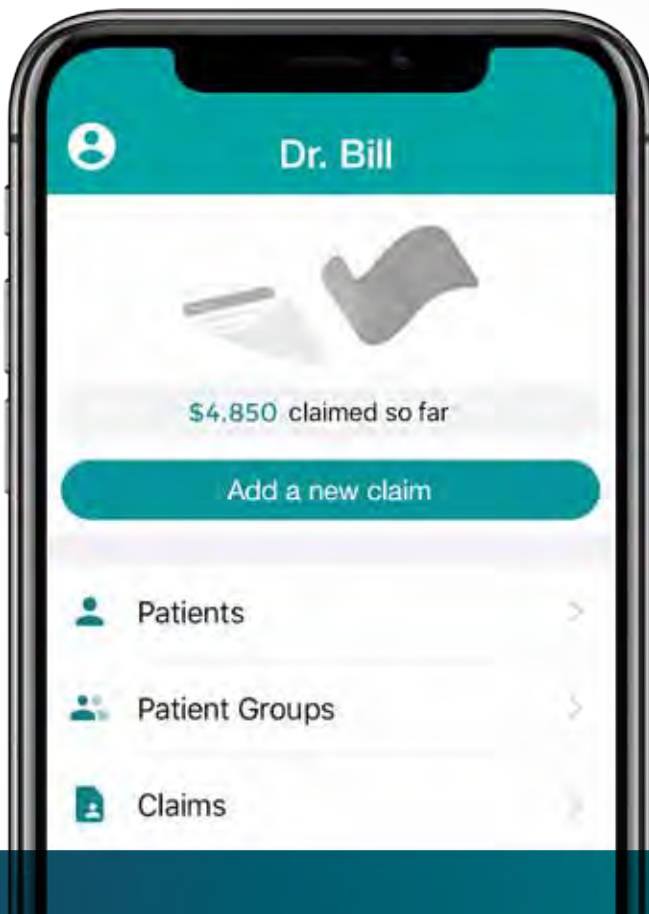 Dr. Bill
$4,850 claimed so far
Add a new claim
Patients
Patient Groups
Claims